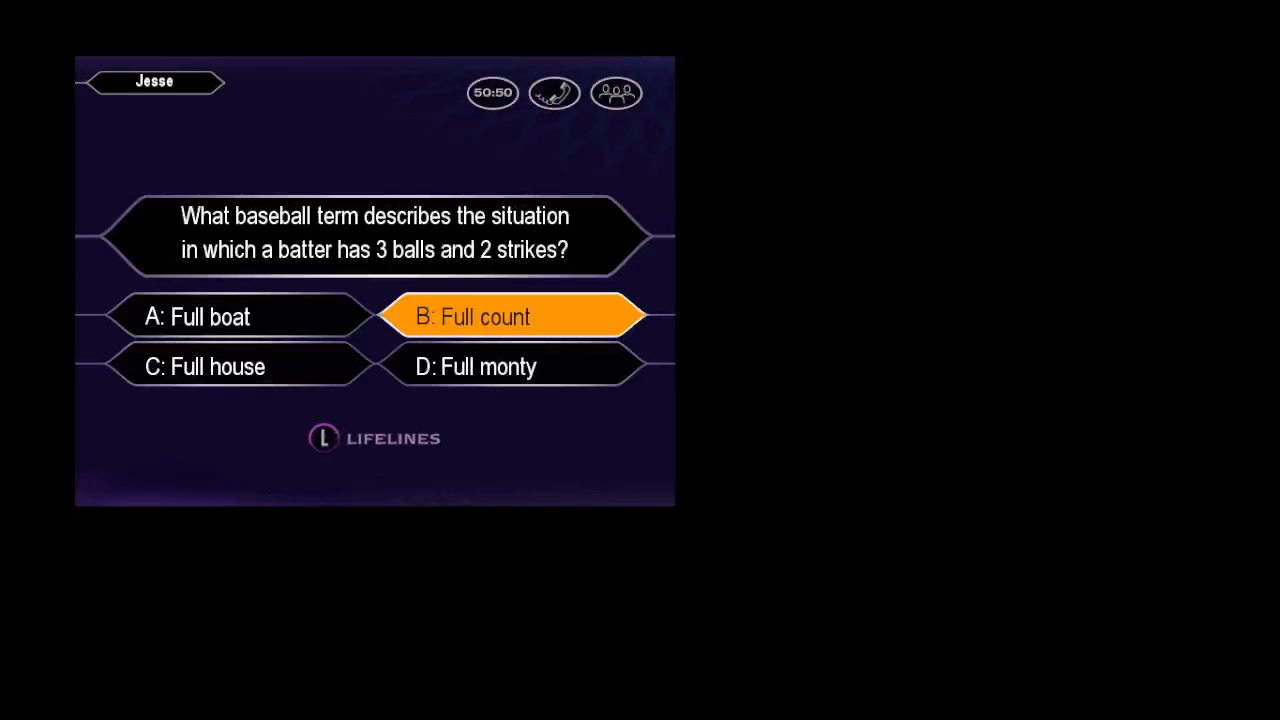 Jesse
50:50
What baseball term describes the situation
in which a batter has 3 balls and 2 strikes?
A: Full boat
B: Full count
C: Full house
D: Full monty
L LIFELINES